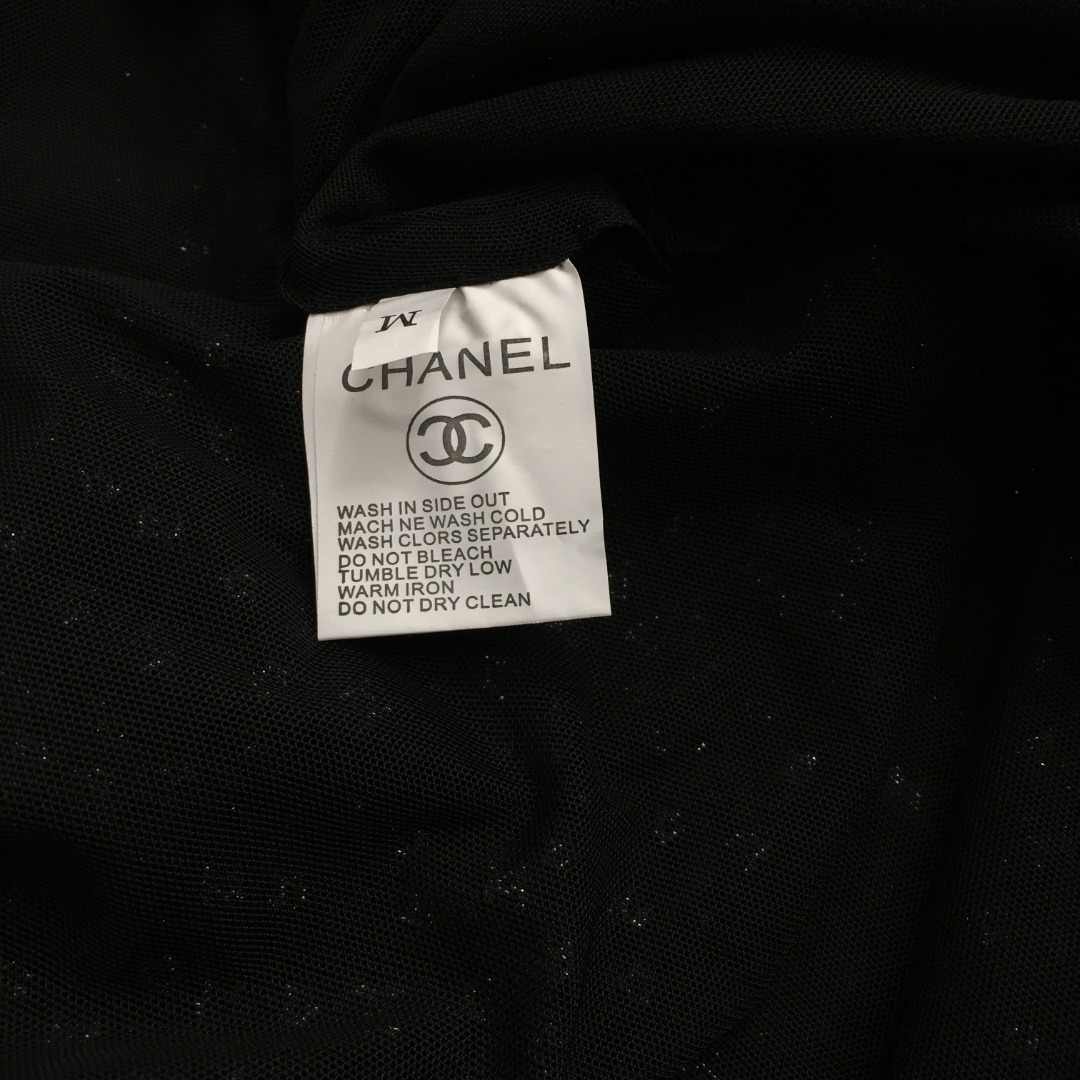 M
CHANEL
WASH IN SIDE OUT
MACH NE WASH COLD
WASH CLORS SEPARATELY
DO NOT BLEACH
TUMBLE DRY LOW
WARM IRON
DO NOT DRY CLEAN